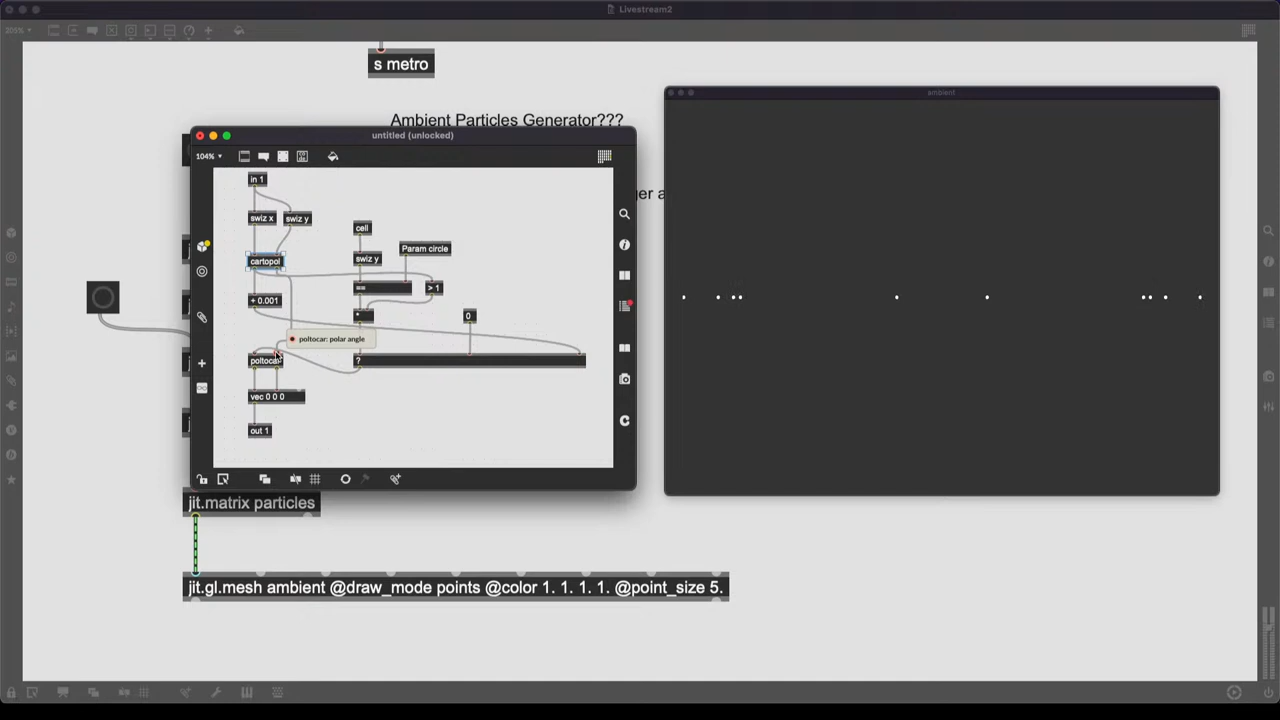 Livestream2
205%
s metro
ambient
Ambient Particles Generator???
untitled (unlocked)
104%
in 1
ger a
swiz x
swiz y
cell
Param circle
cartopol
swiz y
==
> 1
+ 0.001
*
0
poltocar: polar angle
poltocar
?
vec 0 0 0
out 1
jit.matrix particles
jit.gl.mesh ambient @draw_mode points @color 1. 1. 1. 1. @point_size 5.